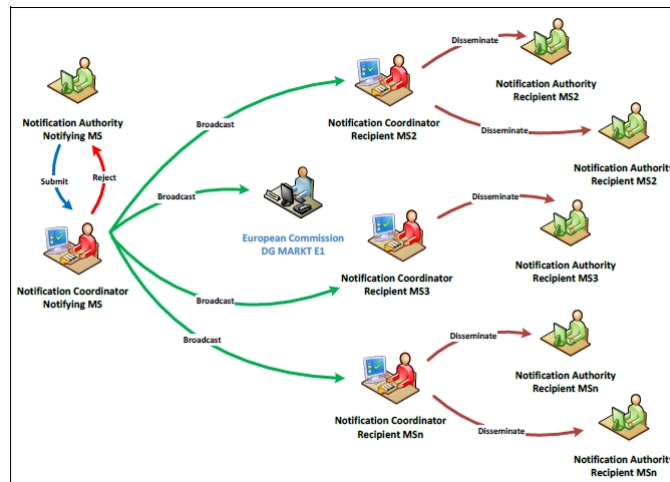 Disseminate
Notification Authority
Recipient MS2
Notification Authority
Notifying MS
Broadcast
Notification Coordinator
Recipient MS2
Disseminate
Notification Authority
Recipient MS2
Submit
Reject
Broadcast
European Commission
DG MARKT E1
Disseminate
Notification Coordinator
Notifying MS
Notification Coordinator
Recipient MS3
Notification Authority
Recipient MS3
Broadcast
Broadcast
Disseminate
Notification Authority
Recipient MSn
Notification Coordinator
Recipient MSn
Disseminate
Notification Authority
Recipient MSn